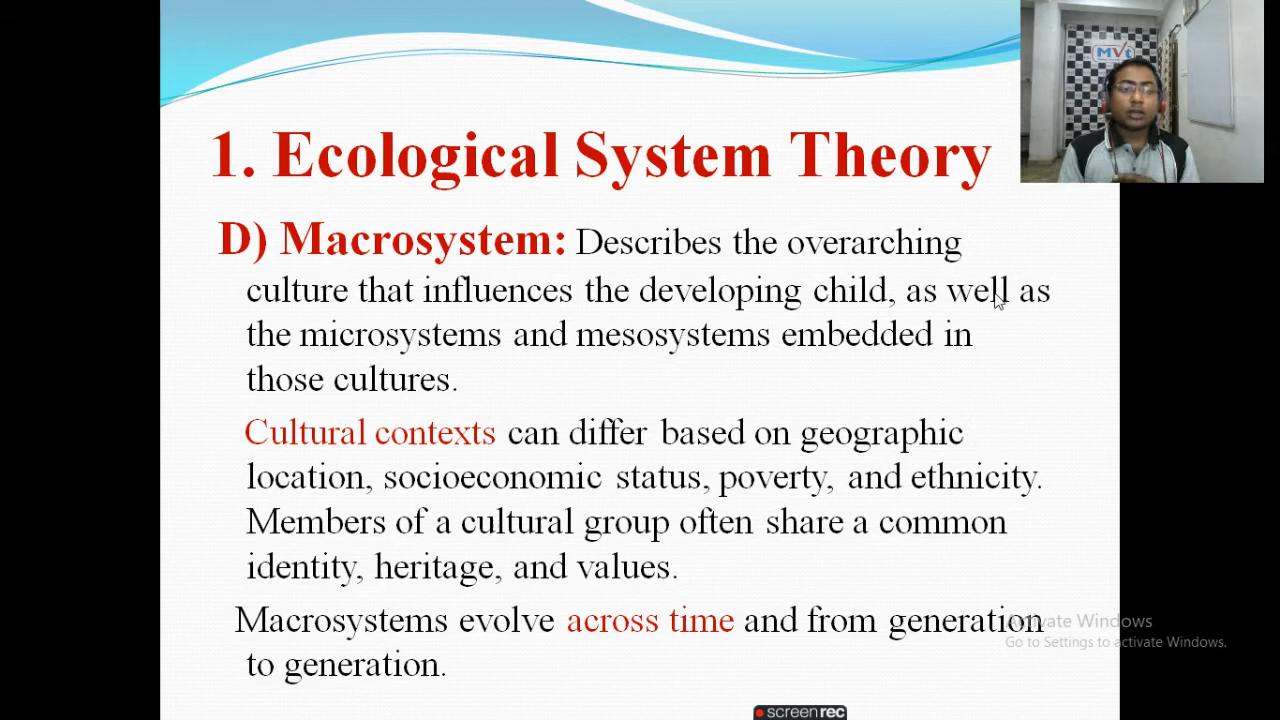 MVt
1. Ecological System Theory
D) Macrosystem: Describes the overarching
culture that influences the developing child, as well as
the microsystems and mesosystems embedded in
those cultures.
Cultural contexts can differ based on geographic
location, socioeconomic status, poverty, and ethnicity.
Members of a cultural group often share a common
identity, heritage, and values.
Macrosystems evolve across time and from generation
to generation.
Activate Windows
Go to Settings to activate Windows.
screenrec